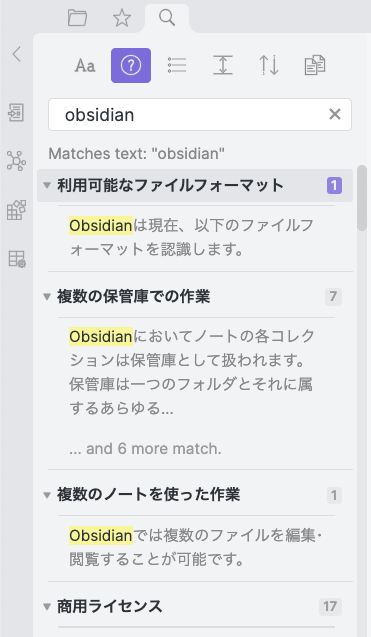 Aa
obsidian
Matches text: "obsidian"
利用可能なファイルフォーマット 1
Obsidianは現在、以下のファイルフ
ォーマットを認識します。
複数の保管庫での作業 7
Obsidianにおいてノートの各コレク
ションは保管庫として扱われます。
保管庫は一つのフォルダとそれに属
するあらゆる...
... and 6 more match.
複数のノートを使った作業 1
Obsidianでは複数のファイルを編集·
閲覧することが可能です。
商用ライセンス 17